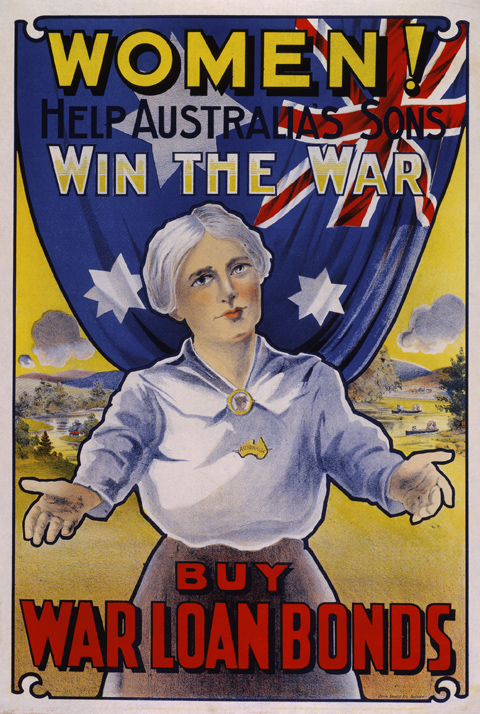 WOMEN!
HELP AUSTRALIA'S SONS
WIN THE WAR
AUSTRALIA
BUY
WAR LOAN BONDS